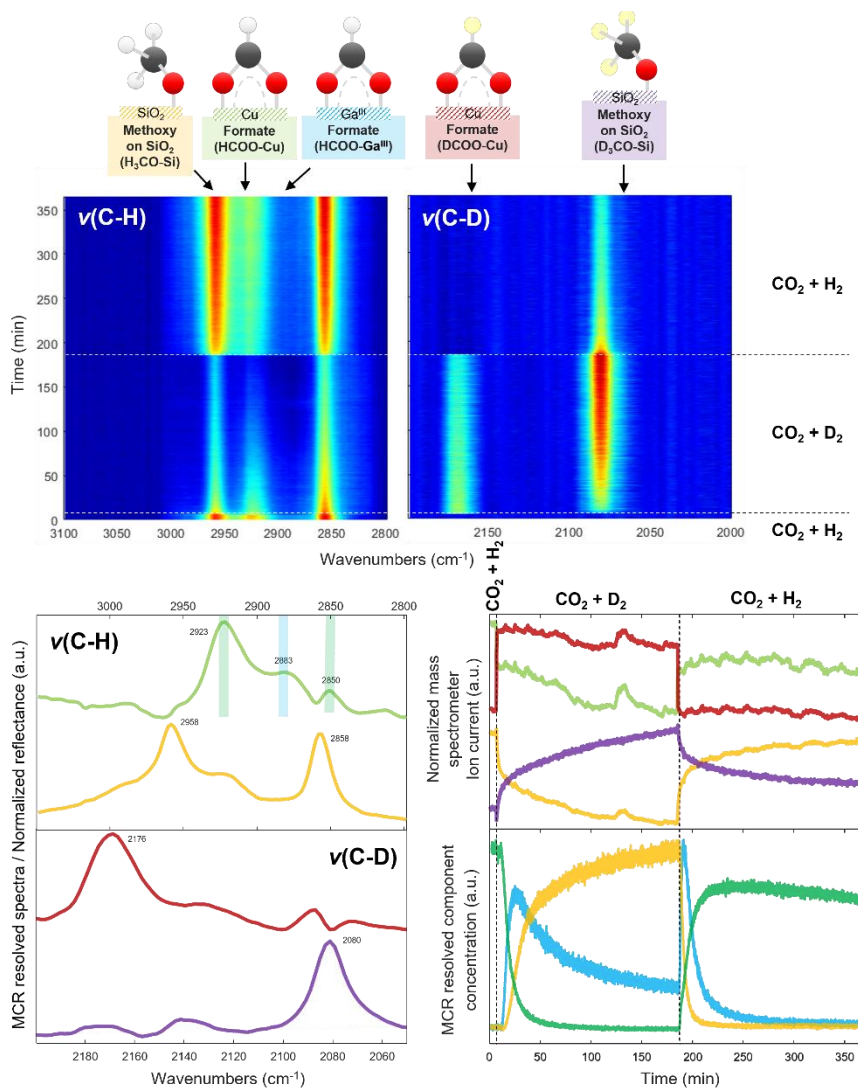 SiO₂
Methoxy
on SiO₂
(H₃CO-Si)
Cu
Formate
(HCOO-Cu)
Gaᴵᴵᴵ
Formate
(HCOO-Gaᴵᴵᴵ)
Cu
Formate
(DCOO-Cu)
SiO₂
Methoxy
on SiO₂
(D₃CO-Si)
ν(C-H)
ν(C-D)
CO₂ + H₂
CO₂ + D₂
CO₂ + H₂
Time (min)
350
300
250
200
150
100
50
0
3100 3050 3000 2950 2900 2850 2800
2150 2100 2050 2000
Wavenumbers (cm⁻¹)
3000 2950 2900 2850 2800
ν(C-H)
2923
2883
2850
2958
2858
ν(C-D)
2176
2080
MCR resolved spectra / Normalized reflectance (a.u.)
2180 2160 2140 2120 2100 2080 2060
Wavenumbers (cm⁻¹)
CO₂ + H₂
CO₂ + D₂
CO₂ + H₂
Normalized mass
spectrometer
Ion current (a.u.)
MCR resolved component
concentration (a.u.)
0 50 100 150 200 250 300 350
Time (min)